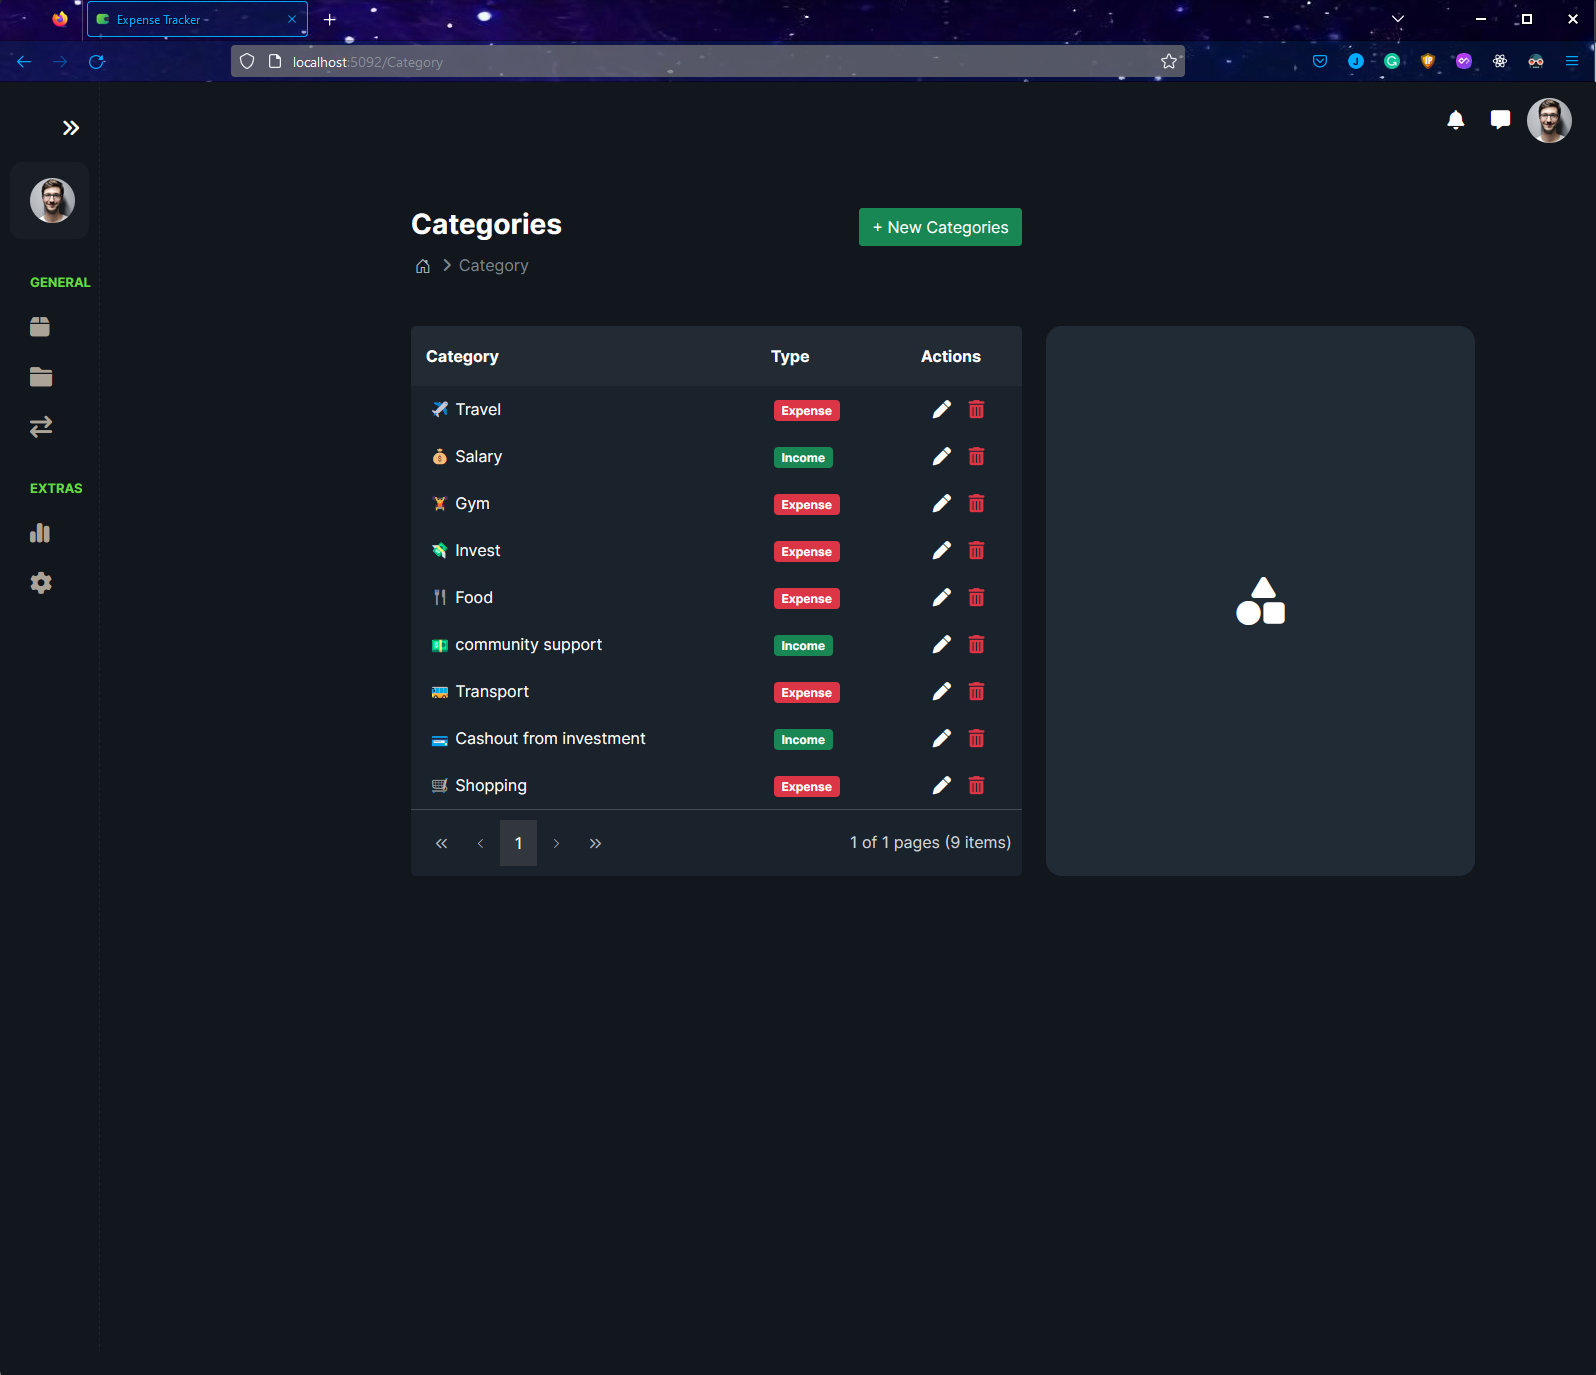 Expense Tracker -
localhost:5092/Category
GENERAL
EXTRAS
Categories
+ New Categories
Category
Category Type Actions
Travel Expense
Salary Income
Gym Expense
Invest Expense
Food Expense
community support Income
Transport Expense
Cashout from investment Income
Shopping Expense
1
1 of 1 pages (9 items)